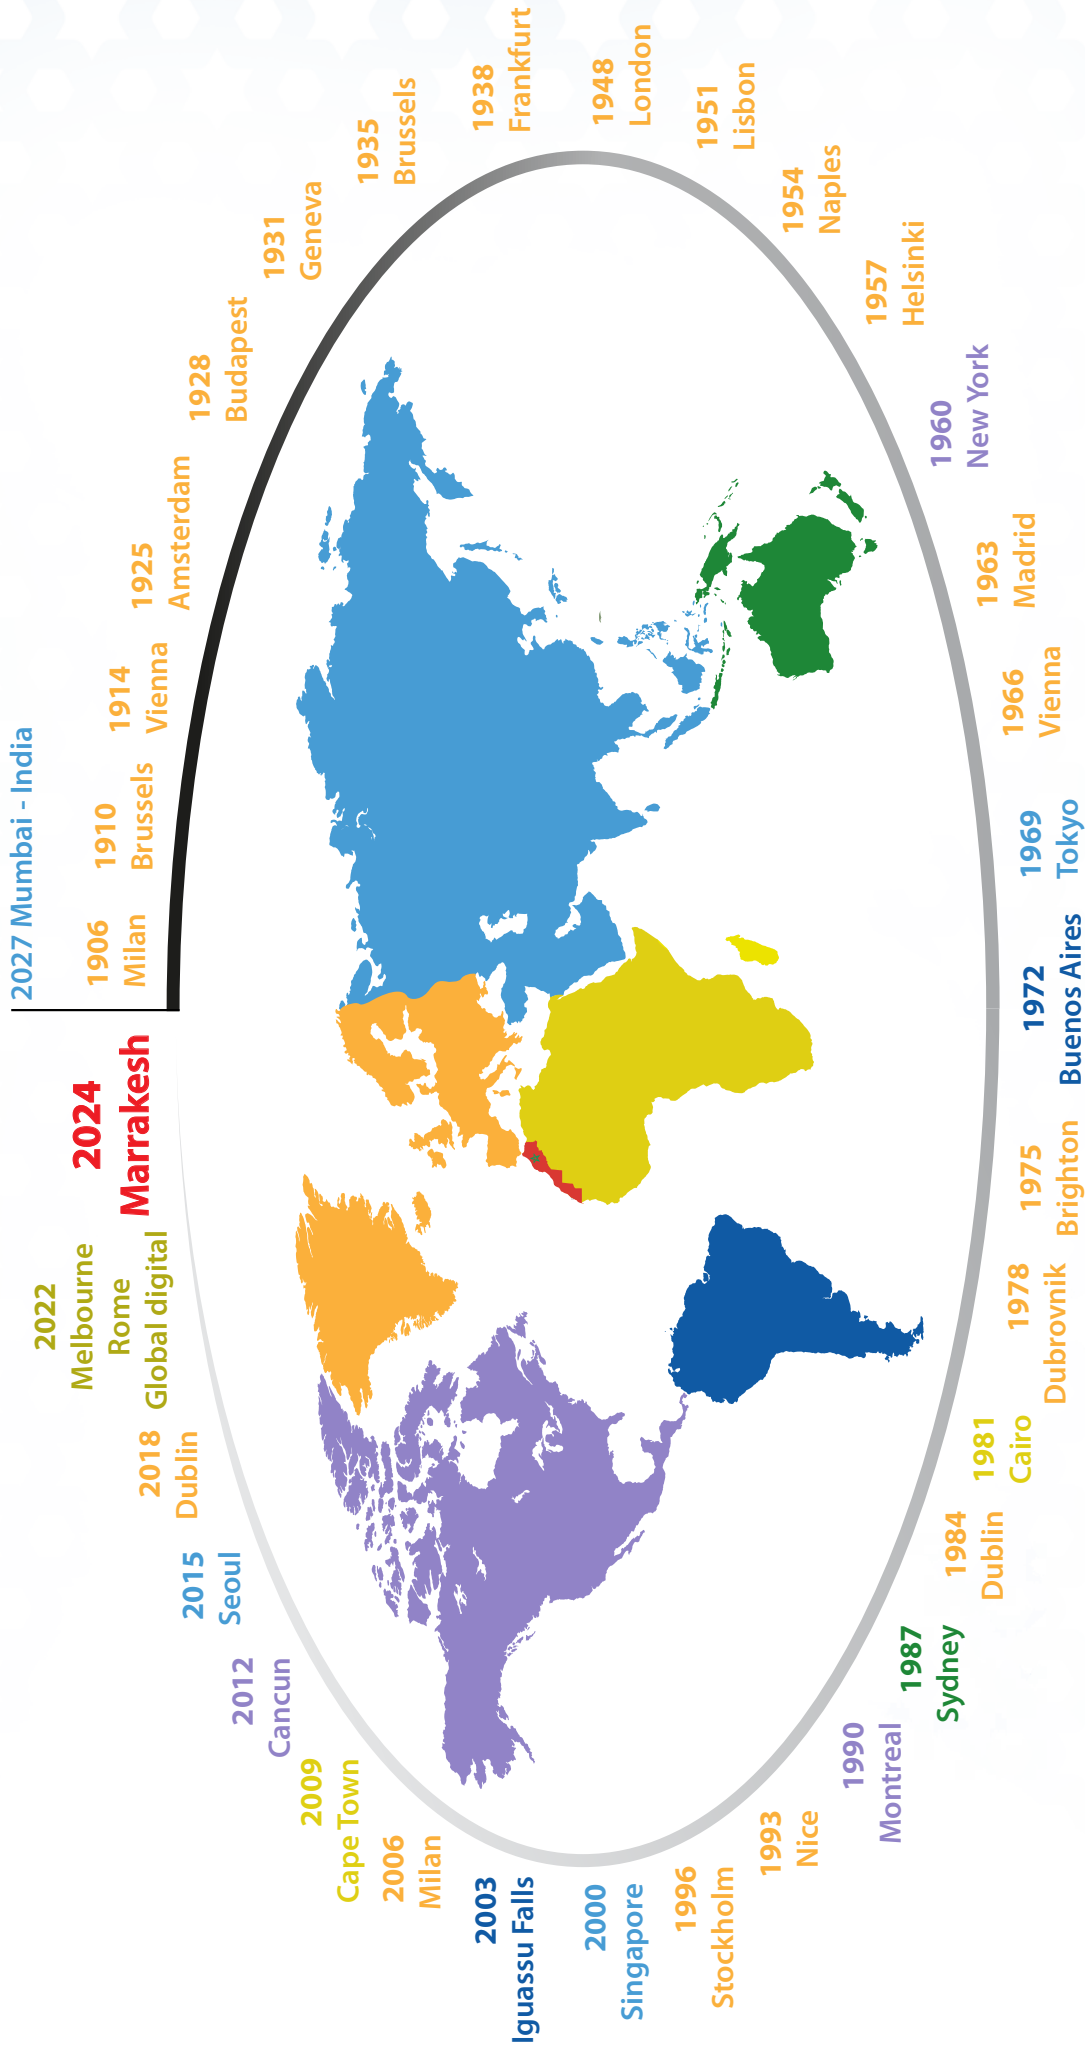 2027 Mumbai - India
1906
Milan
1910
Brussels
1914
Vienna
1925
Amsterdam
1928
Budapest
1931
Geneva
1935
Brussels
1938
Frankfurt
1948
London
1951
Lisbon
1954
Naples
1957
Helsinki
1960
New York
1963
Madrid
1966
Vienna
1969
Tokyo
1972
Buenos Aires
1975
Brighton
1978
Dubrovnik
1981
Cairo
1984
Dublin
1987
Sydney
1990
Montreal
1993
Nice
1996
Stockholm
2000
Singapore
2003
Iguassu Falls
2006
Milan
2009
Cape Town
2012
Cancun
2015
Seoul
2018
Dublin
2022
Melbourne
Rome
Global digital
2024
Marrakesh